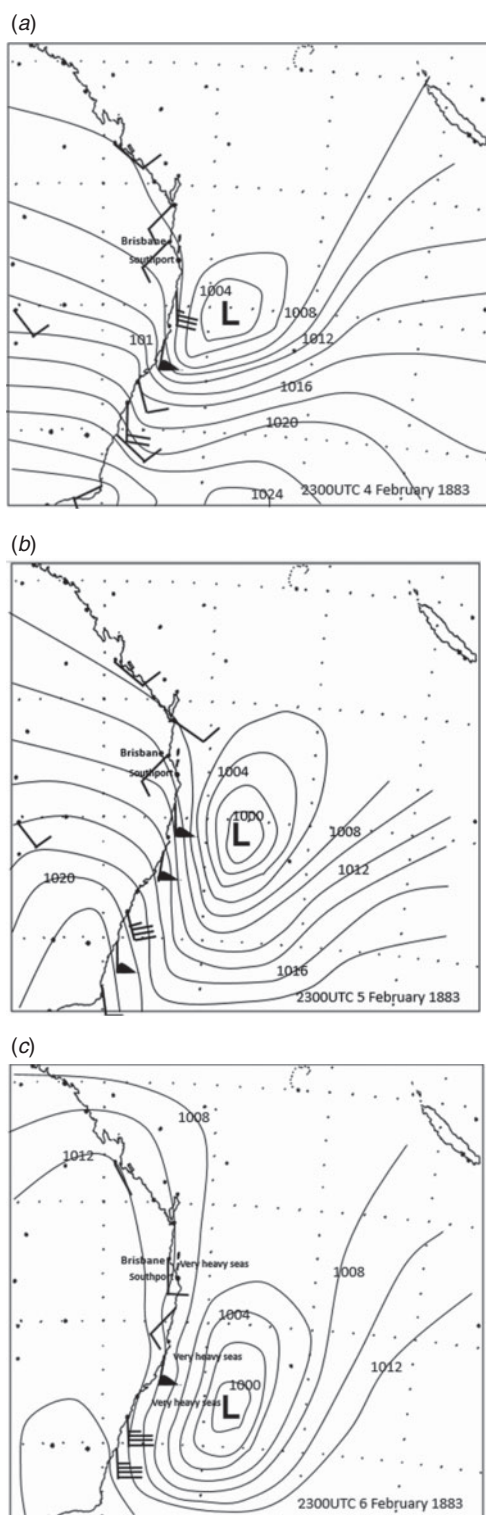 (a)
Brisbane
Southport
1004
L
1008
101
1012
1016
1020
1024
2300UTC 4 February 1883
(b)
Brisbane
Southport
1004
1000
L
1008
1012
1020
1016
2300UTC 5 February 1883
(c)
1008
1012
Brisbane
Very heavy seas
Southport
1008
1004
Very heavy seas
1012
1000
Very heavy seas
L
2300UTC 6 February 1883